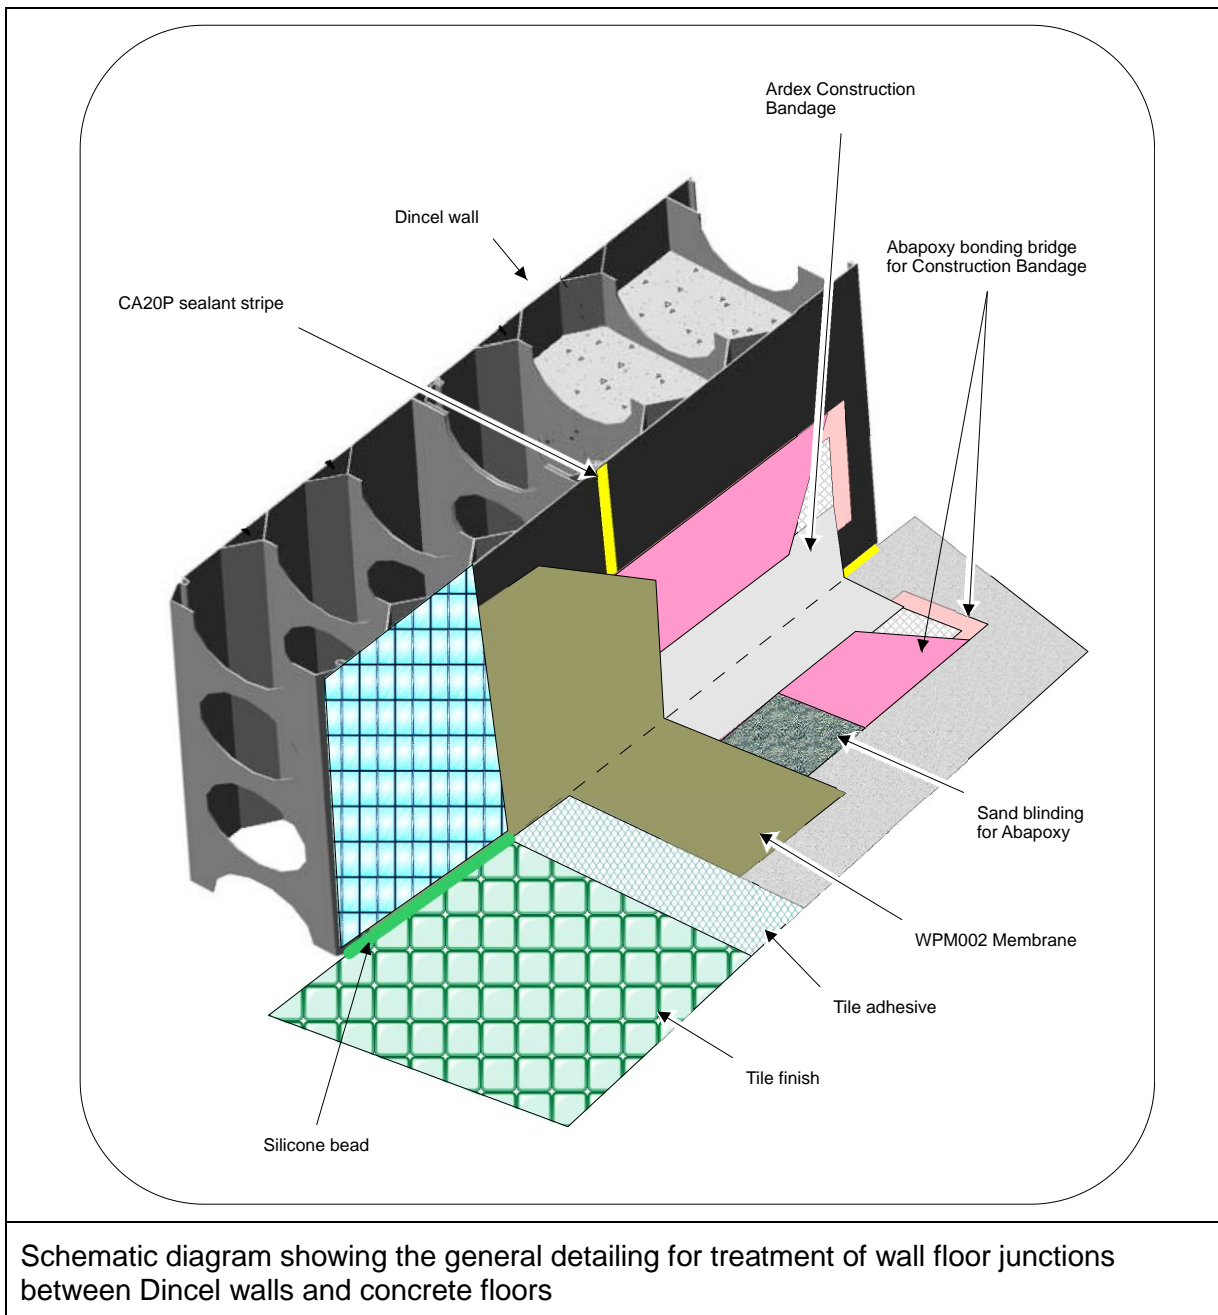 Ardex Construction
Bandage
Dincel wall
Abapoxy bonding bridge
for Construction Bandage
CA20P sealant stripe
Sand blinding
for Abapoxy
WPM002 Membrane
Tile adhesive
Tile finish
Silicone bead
Schematic diagram showing the general detailing for treatment of wall floor junctions
between Dincel walls and concrete floors